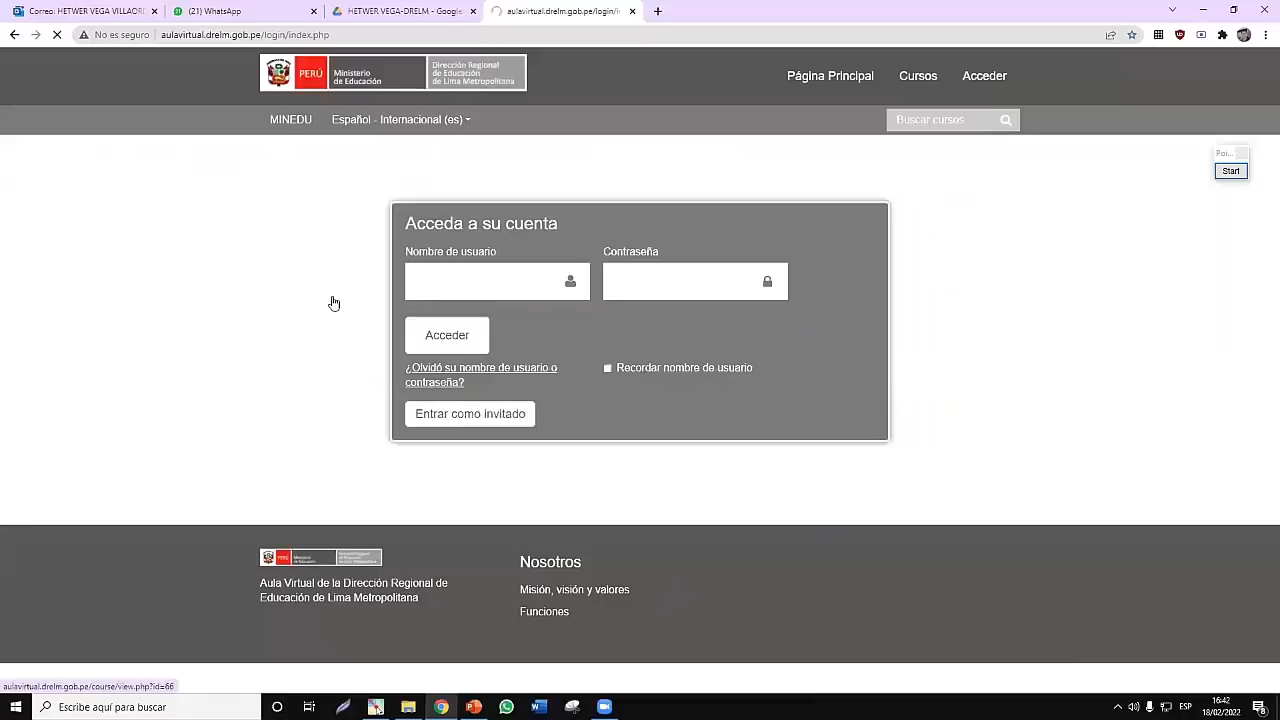 Correo: HETWER VEGA VILLAOR
(21) WhatsApp
HETWER VEGA-DRELM - Google
aulavirtual.drelm.gob.pe/login/i
No es seguro
aulavirtual.drelm.gob.pe/login/index.php
PERÚ
Ministerio
de Educación
Dirección Regional
de Educación
de Lima Metropolitana
Página Principal
Cursos
Acceder
MINEDU
Español - Internacional (es)
Buscar cursos
Poi...
Start
Acceda a su cuenta
Nombre de usuario
Contraseña
Acceder
¿Olvidó su nombre de usuario o
contraseña?
Recordar nombre de usuario
Entrar como invitado
Nosotros
Aula Virtual de la Dirección Regional de
Educación de Lima Metropolitana
Misión, visión y valores
Funciones
aulavirtual.drelm.gob.pe/course/view.php?id=66
Escribe aquí para buscar
ESP
16:42
18/02/2022